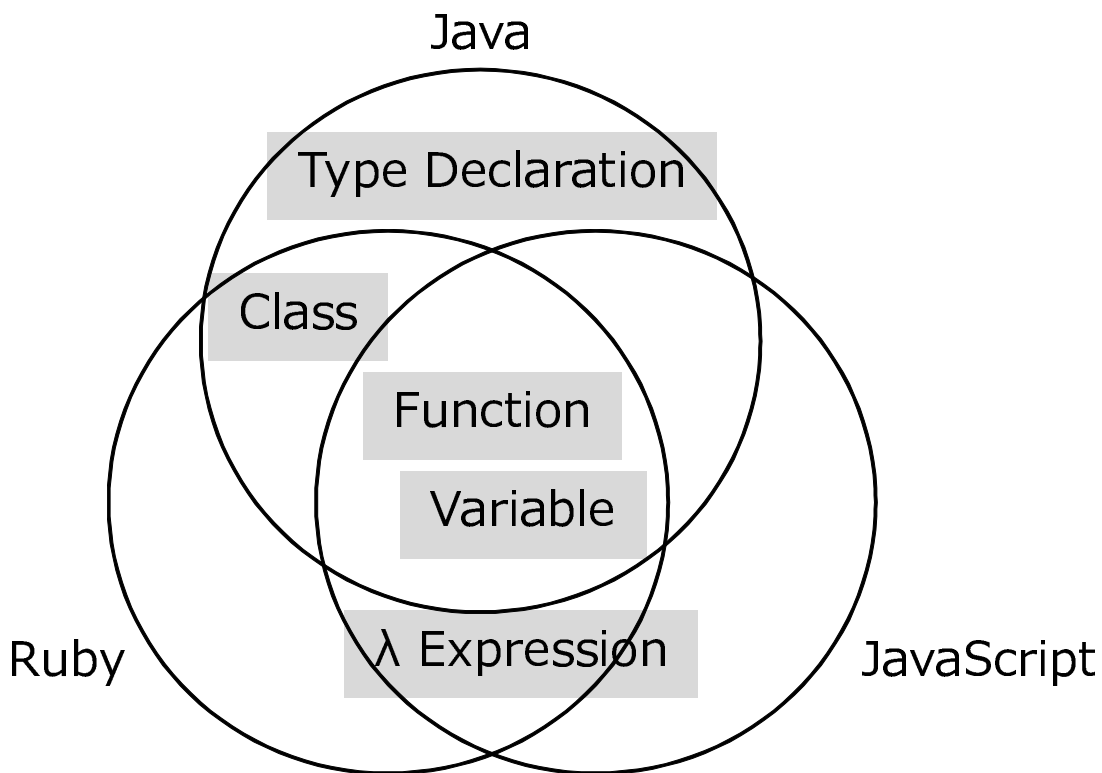 Java
Type Declaration
Class
Function
Variable
λ Expression
Ruby
JavaScript